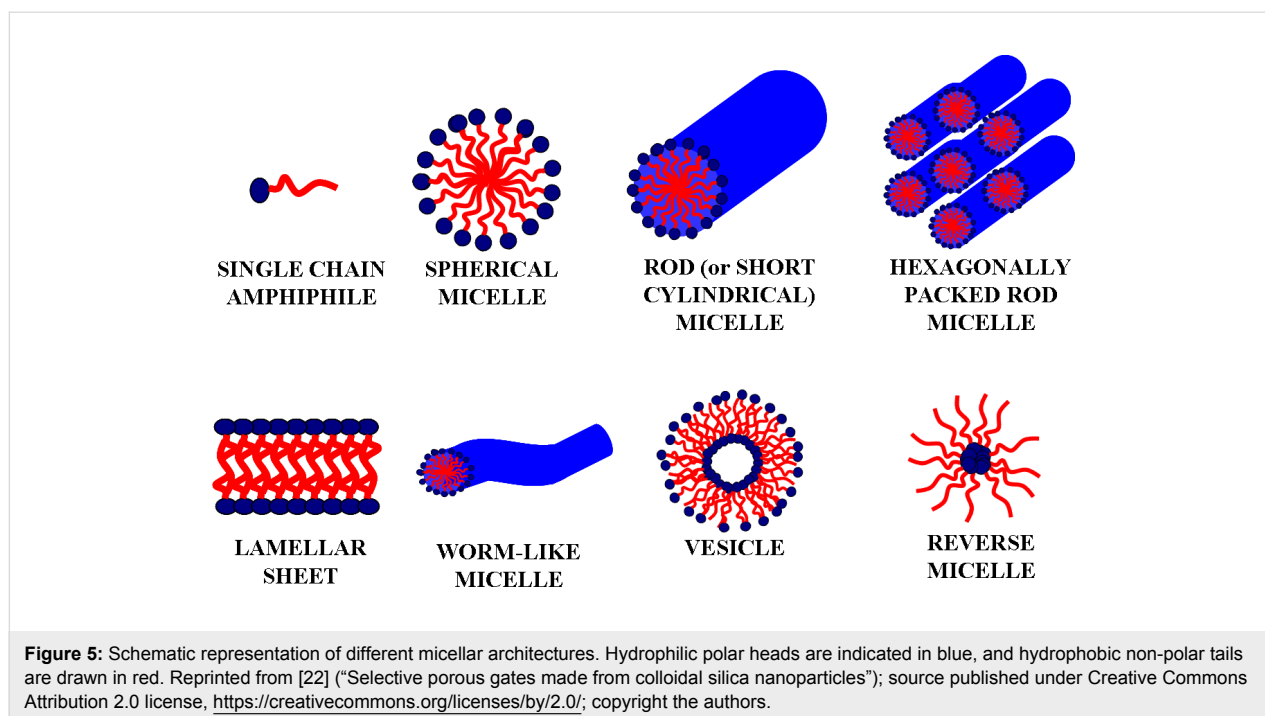 SINGLE CHAIN
AMPHIPHILE
SPHERICAL
MICELLE
ROD (or SHORT
CYLINDRICAL)
MICELLE
HEXAGONALLY
PACKED ROD
MICELLE
LAMELLAR
SHEET
WORM-LIKE
MICELLE
VESICLE
REVERSE
MICELLE
Figure 5: Schematic representation of different micellar architectures. Hydrophilic polar heads are indicated in blue, and hydrophobic non-polar tails
are drawn in red. Reprinted from [22] (“Selective porous gates made from colloidal silica nanoparticles”); source published under Creative Commons
Attribution 2.0 license, https://creativecommons.org/licenses/by/2.0/; copyright the authors.